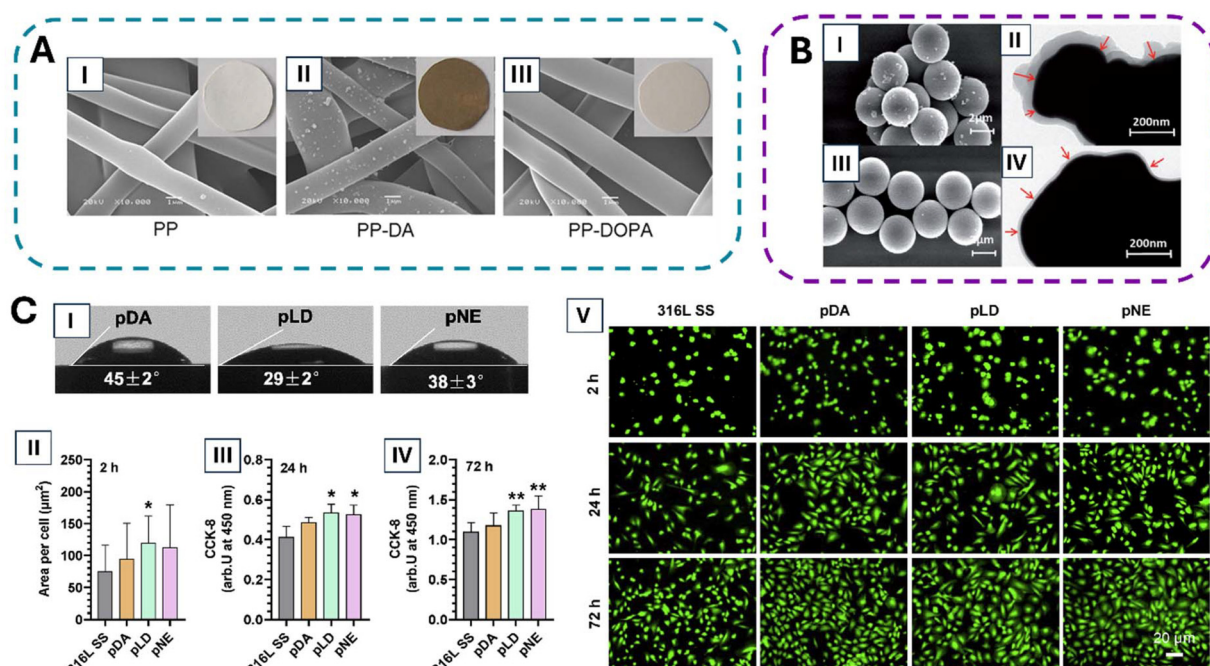 A
I
II
III
20kV X10,000 1mm
20kV X10,000 1mm
20kV X10,000 1mm
PP
PP-DA
PP-DOPA
B
I
II
2μm
200nm
III
IV
200nm
C
I
pDA
pLD
pNE
45±2°
29±2°
38±3°
II
2 h
250
200
150
100
50
0
*
Area per cell (μm²)
316L SS
pDA
pLD
pNE
III
24 h
0.8
0.6
0.4
0.2
0.0
* *
CCK-8
(arb.U at 450 nm)
316L SS
pDA
pLD
pNE
IV
72 h
2.0
1.5
1.0
0.5
0.0
** **
CCK-8
(arb.U at 450 nm)
316L SS
pDA
pLD
pNE
V
316L SS
pDA
pLD
pNE
2 h
24 h
72 h
20 μm